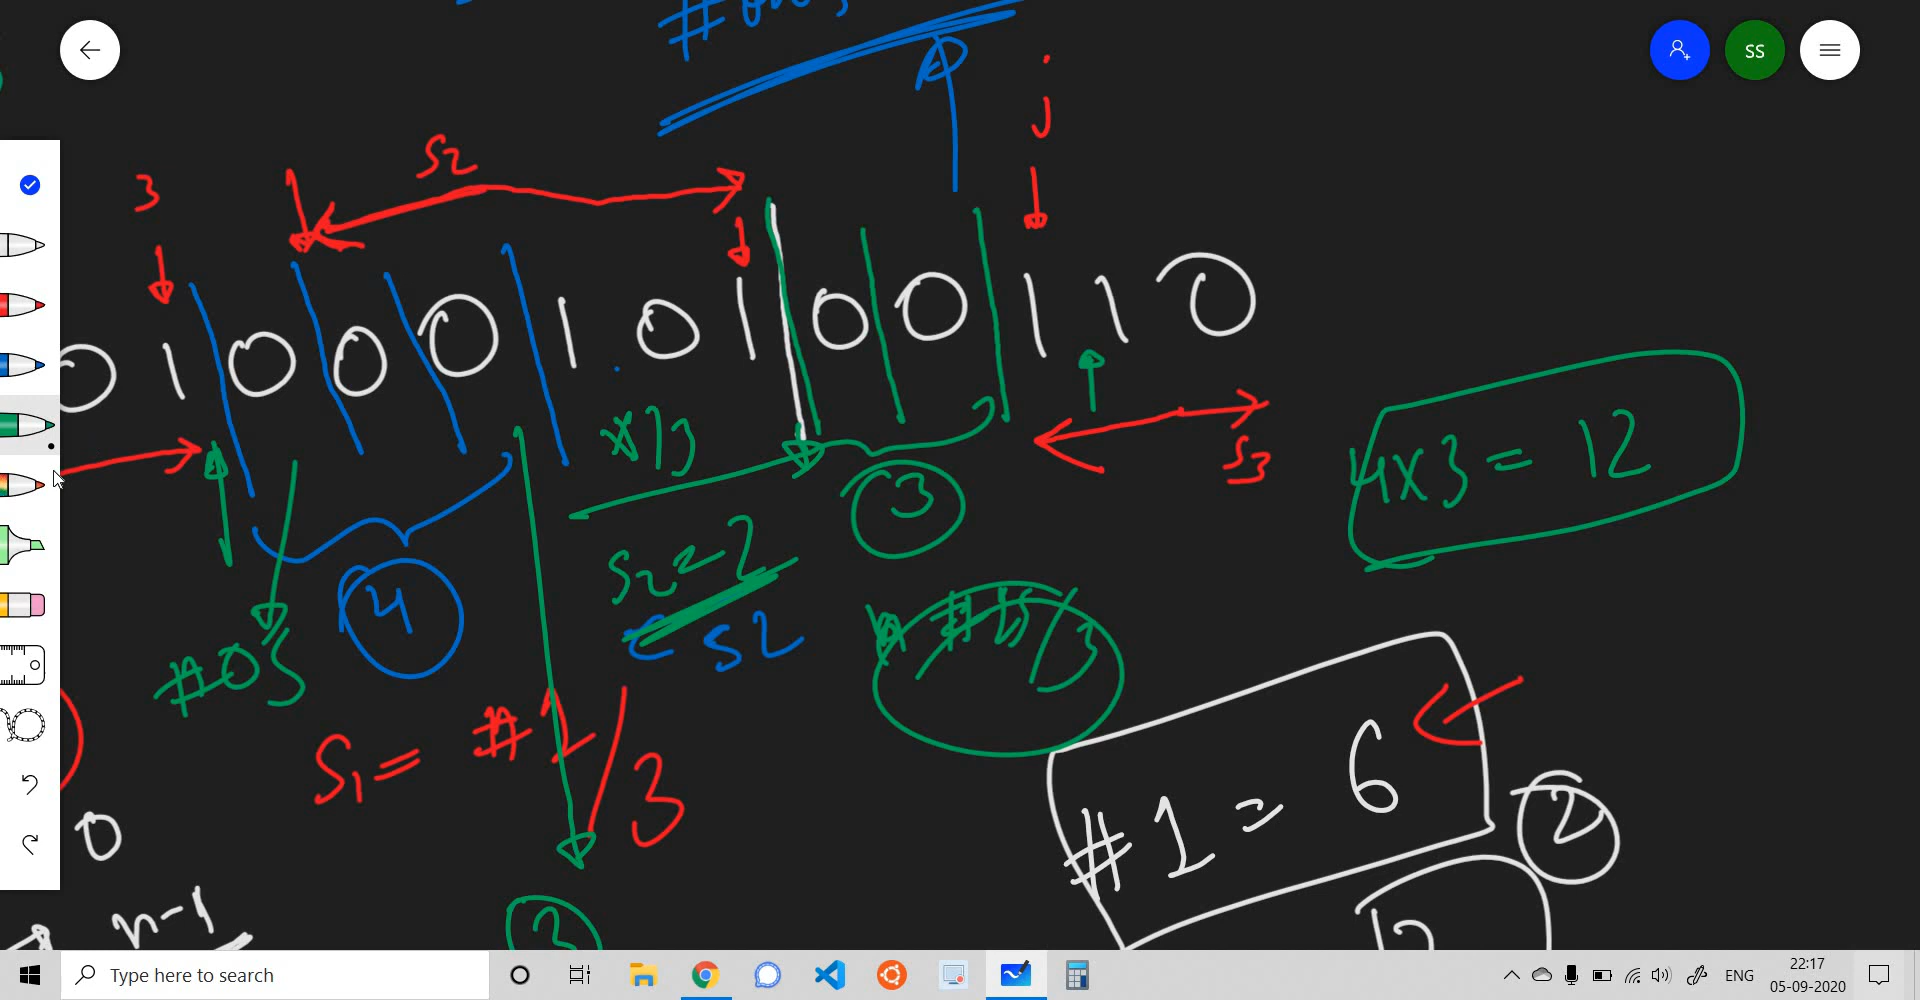 SS
j
S2
3
0 1 0 0 0 1 0 1 0 0 1 1 0
S3
4x3 = 12
3
S2
4
#0s
S1 = #1/3
#1 = 6
2
0
n-1
Type here to search
ENG
22:17
05-09-2020